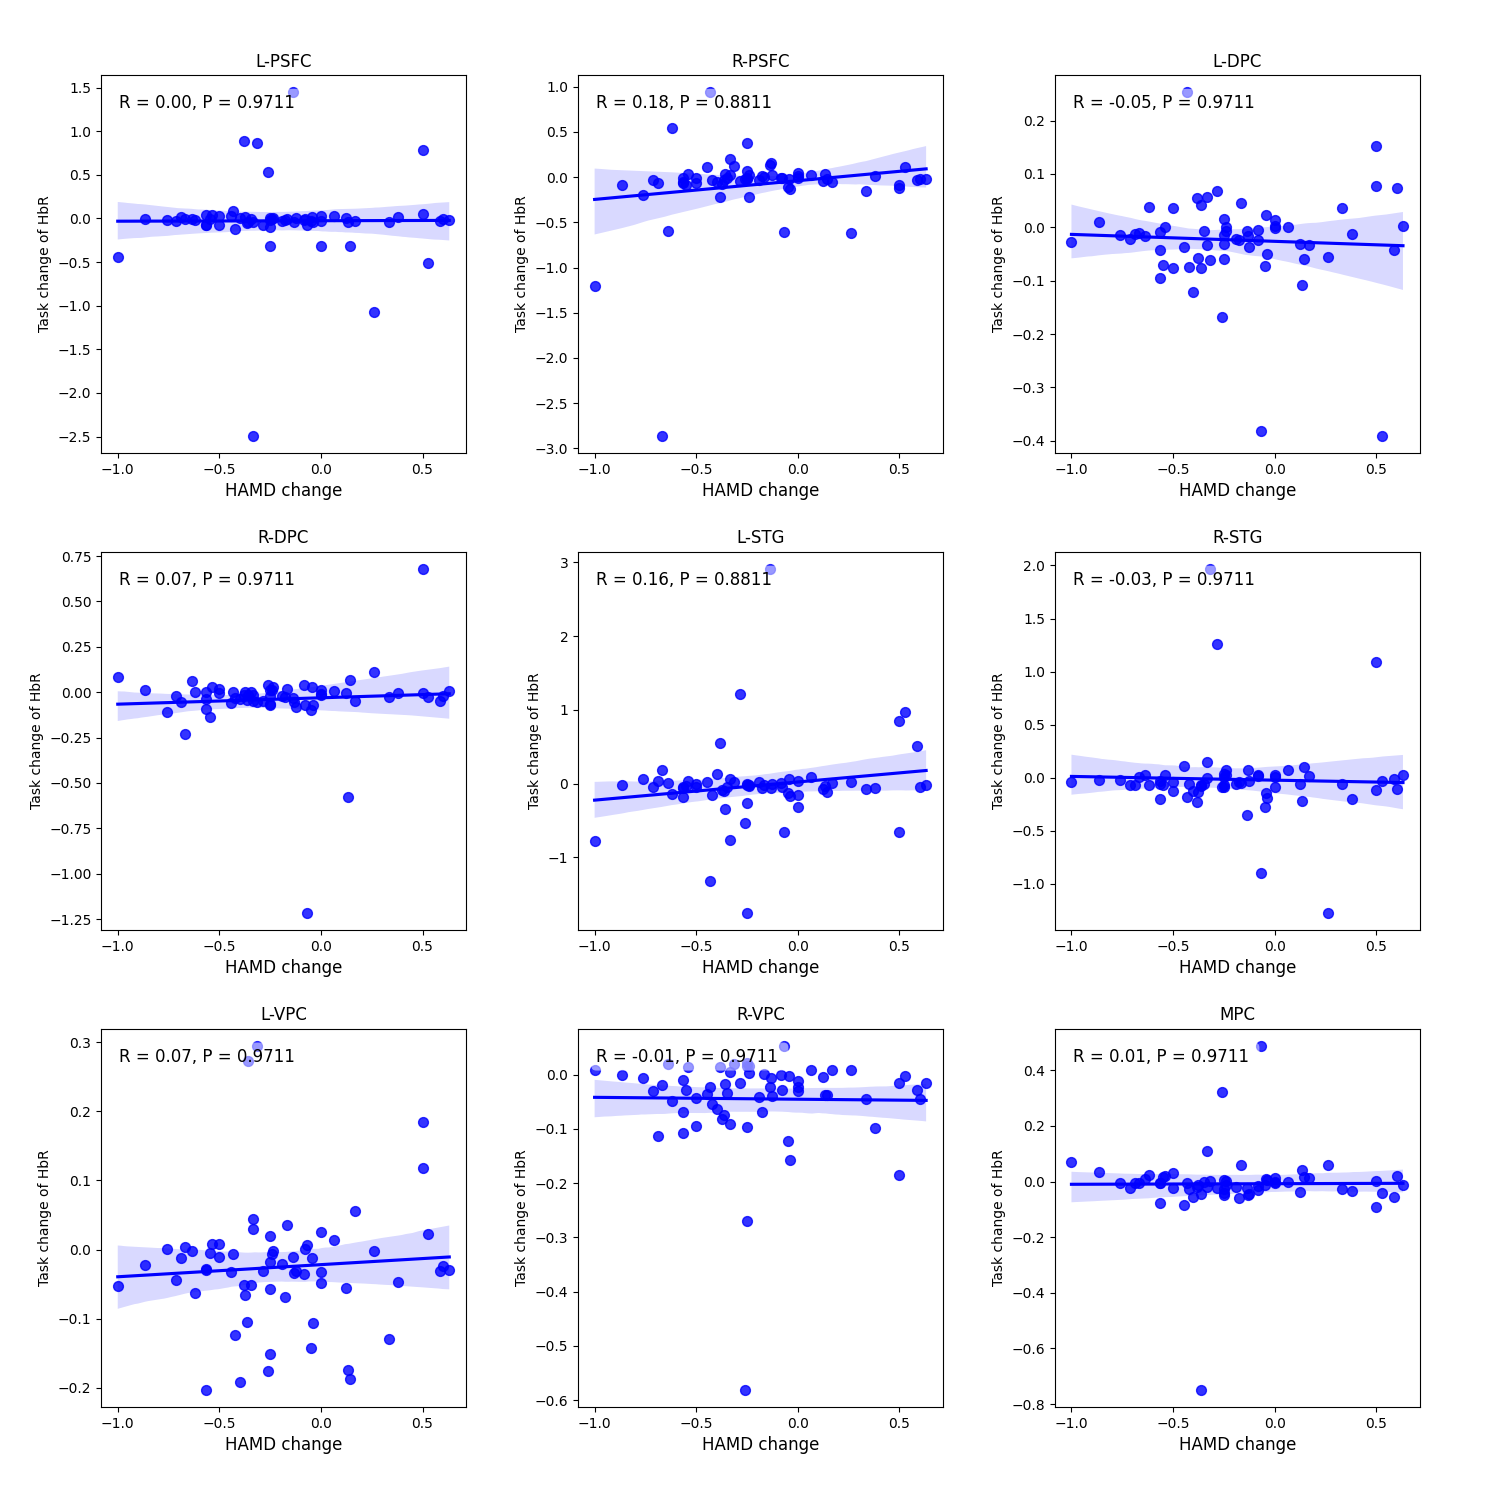 L-PSFC
R = 0.00, P = 0.9711
1.5
1.0
0.5
0.0
−0.5
−1.0
−1.5
−2.0
−2.5
−1.0 −0.5 0.0 0.5
Task change of HbR
HAMD change
R-PSFC
R = 0.18, P = 0.8811
1.0
0.5
0.0
−0.5
−1.0
−1.5
−2.0
−2.5
−3.0
−1.0 −0.5 0.0 0.5
Task change of HbR
HAMD change
L-DPC
R = -0.05, P = 0.9711
0.2
0.1
0.0
−0.1
−0.2
−0.3
−0.4
−1.0 −0.5 0.0 0.5
Task change of HbR
HAMD change
R-DPC
R = 0.07, P = 0.9711
0.75
0.50
0.25
0.00
−0.25
−0.50
−0.75
−1.00
−1.25
−1.0 −0.5 0.0 0.5
Task change of HbR
HAMD change
L-STG
R = 0.16, P = 0.8811
3
2
1
0
−1
−1.0 −0.5 0.0 0.5
Task change of HbR
HAMD change
R-STG
R = -0.03, P = 0.9711
2.0
1.5
1.0
0.5
0.0
−0.5
−1.0
−1.0 −0.5 0.0 0.5
Task change of HbR
HAMD change
L-VPC
R = 0.07, P = 0.9711
0.3
0.2
0.1
0.0
−0.1
−0.2
−1.0 −0.5 0.0 0.5
Task change of HbR
HAMD change
R-VPC
R = -0.01, P = 0.9711
0.0
−0.1
−0.2
−0.3
−0.4
−0.5
−0.6
−1.0 −0.5 0.0 0.5
Task change of HbR
HAMD change
MPC
R = 0.01, P = 0.9711
0.4
0.2
0.0
−0.2
−0.4
−0.6
−0.8
−1.0 −0.5 0.0 0.5
Task change of HbR
HAMD change